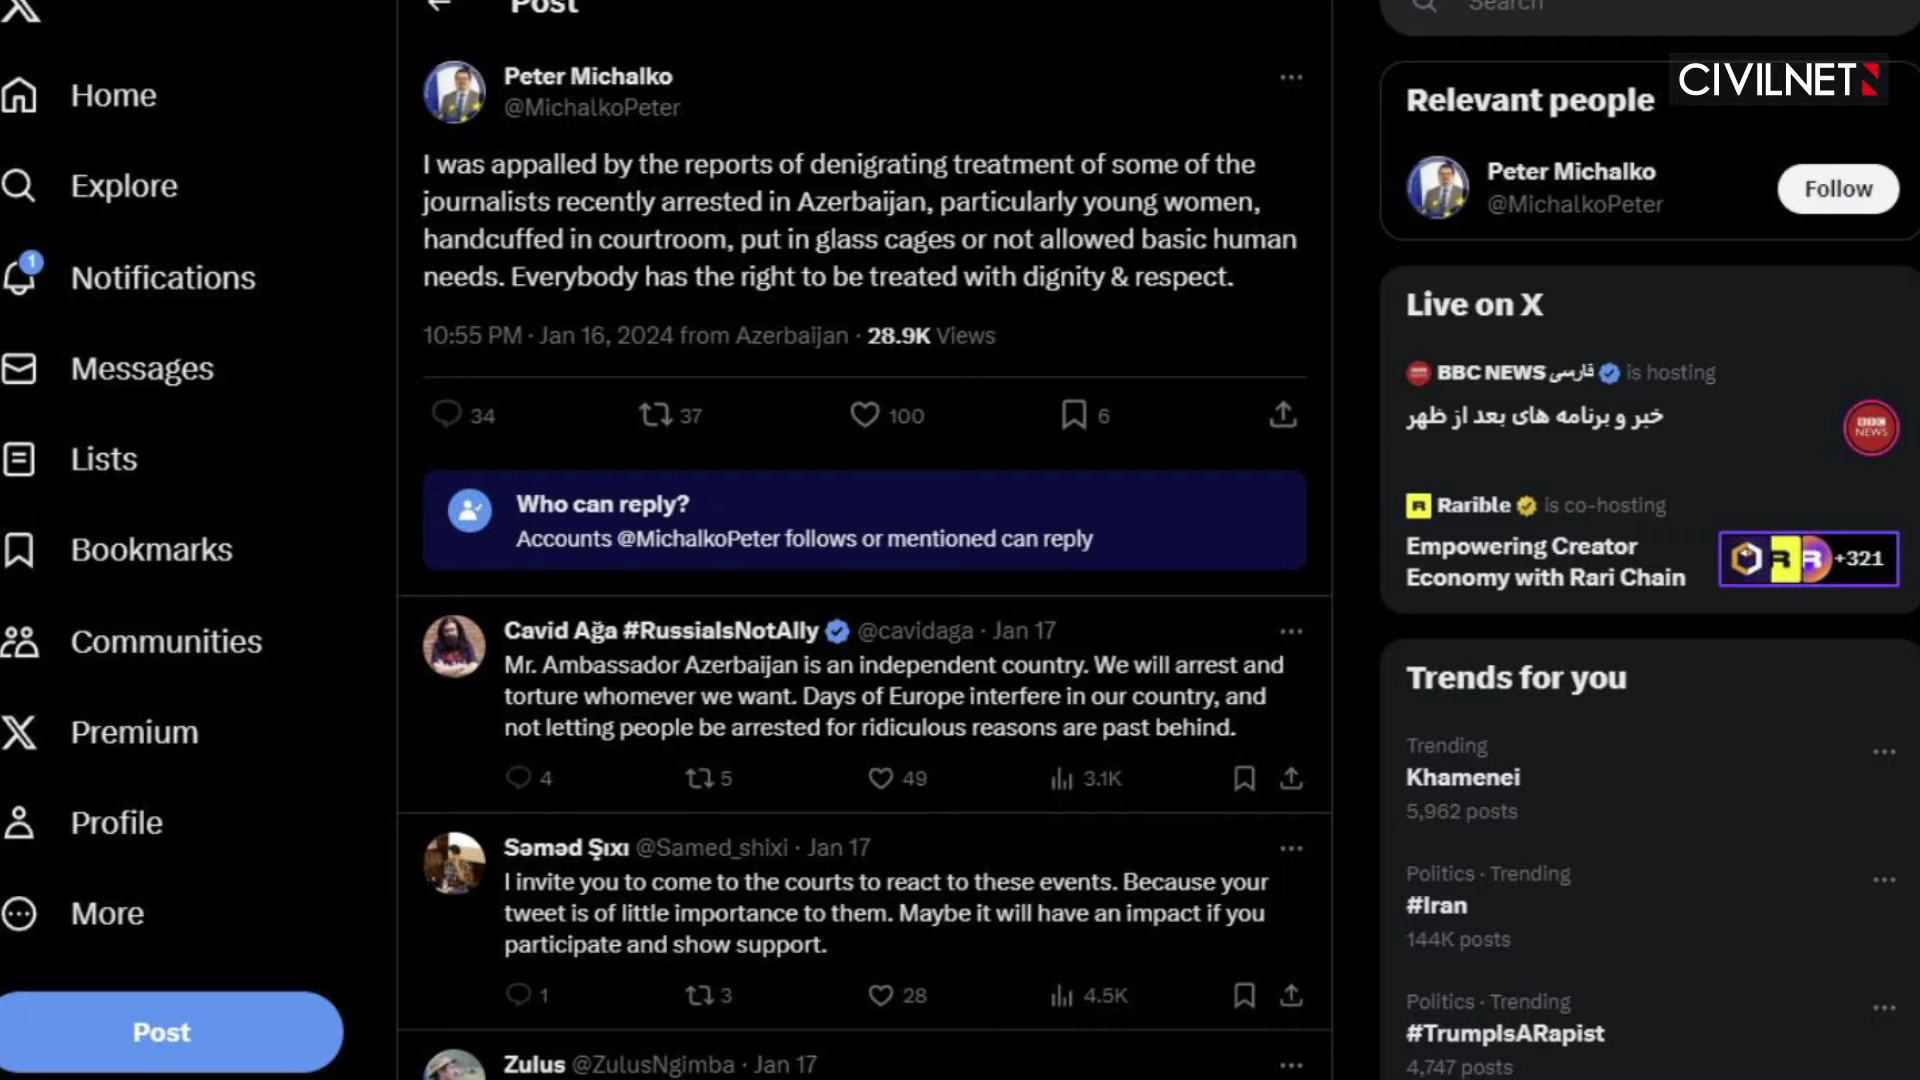 Post
Search
CIVILNET
Home
Explore
1
Notifications
Messages
Lists
Bookmarks
Communities
Premium
Profile
More
Post
Peter Michalko
@MichalkoPeter
I was appalled by the reports of denigrating treatment of some of the
journalists recently arrested in Azerbaijan, particularly young women,
handcuffed in courtroom, put in glass cages or not allowed basic human
needs. Everybody has the right to be treated with dignity & respect.
10:55 PM · Jan 16, 2024 from Azerbaijan · 28.9K Views
34 37 100 6
Who can reply?
Accounts @MichalkoPeter follows or mentioned can reply
Cavid Ağa #RussiaIsNotAlly @cavidaga · Jan 17
Mr. Ambassador Azerbaijan is an independent country. We will arrest and
torture whomever we want. Days of Europe interfere in our country, and
not letting people be arrested for ridiculous reasons are past behind.
4 5 49 3.1K
Səməd Şıxı @Samed_shixi · Jan 17
I invite you to come to the courts to react to these events. Because your
tweet is of little importance to them. Maybe it will have an impact if you
participate and show support.
1 3 28 4.5K
Zulus @ZulusNgimba · Jan 17
Relevant people
Peter Michalko
@MichalkoPeter
Follow
Live on X
BBC NEWS فارسی is hosting
خبر و برنامه های بعد از ظهر
BBC
NEWS
Rarible is co-hosting
Empowering Creator
Economy with Rari Chain
+321
Trends for you
Trending
Khamenei
5,962 posts
Politics · Trending
#Iran
144K posts
Politics · Trending
#TrumpIsARapist
4,747 posts